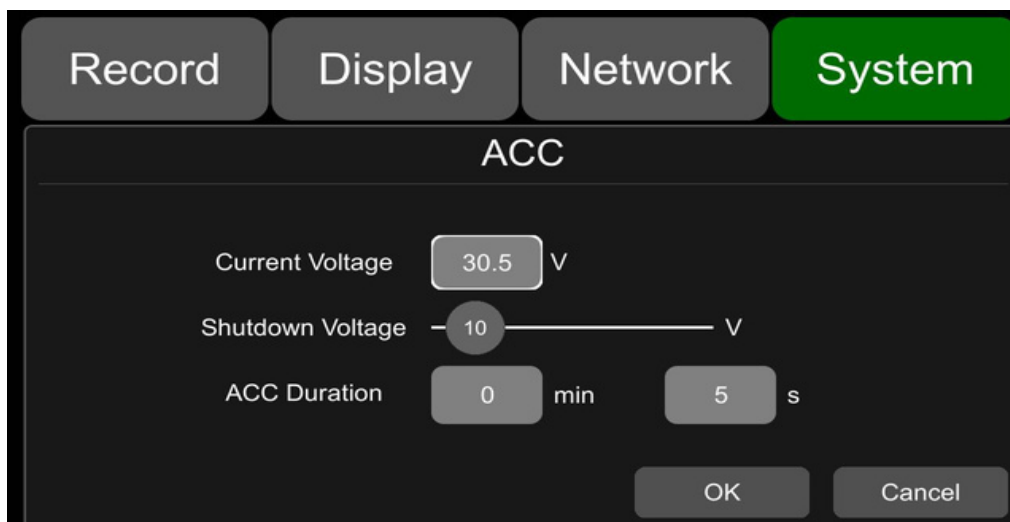 Record Display Network System
ACC
Current Voltage 30.5 V
Shutdown Voltage 10 V
ACC Duration 0 min 5 s
OK Cancel